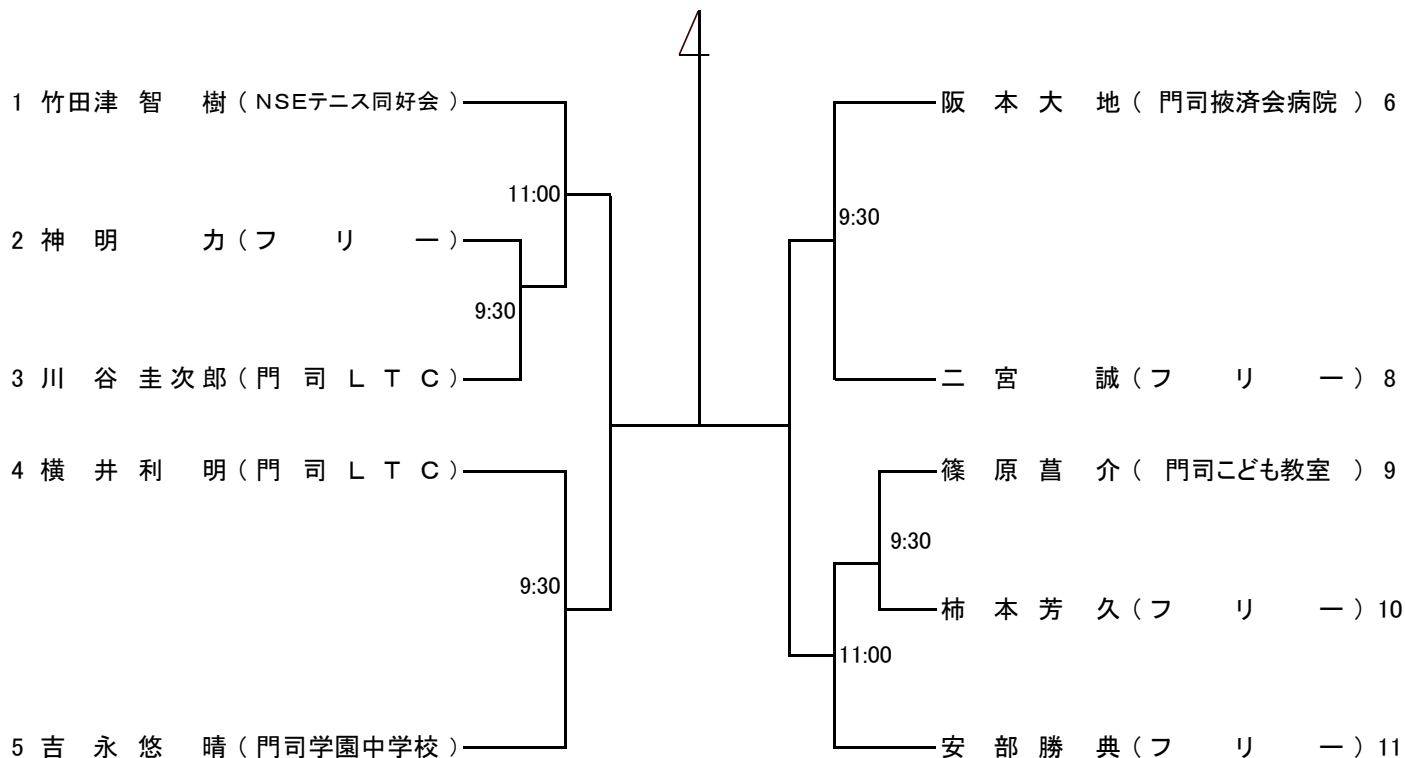 1 竹田津 智 樹 ( NSEテニス同好会 )
11:00
2 神 明 力 ( フ リ ー )
9:30
3 川 谷 圭次郎 ( 門 司 L T C )
4 横 井 利 明 ( 門 司 L T C )
9:30
5 吉 永 悠 晴 ( 門司学園中学校 )
阪 本 大 地 ( 門司掖済会病院 ) 6
9:30
二 宮 誠 ( フ リ ー ) 8
篠 原 菖 介 ( 門司こども教室 ) 9
9:30
柿 本 芳 久 ( フ リ ー ) 10
11:00
安 部 勝 典 ( フ リ ー ) 11